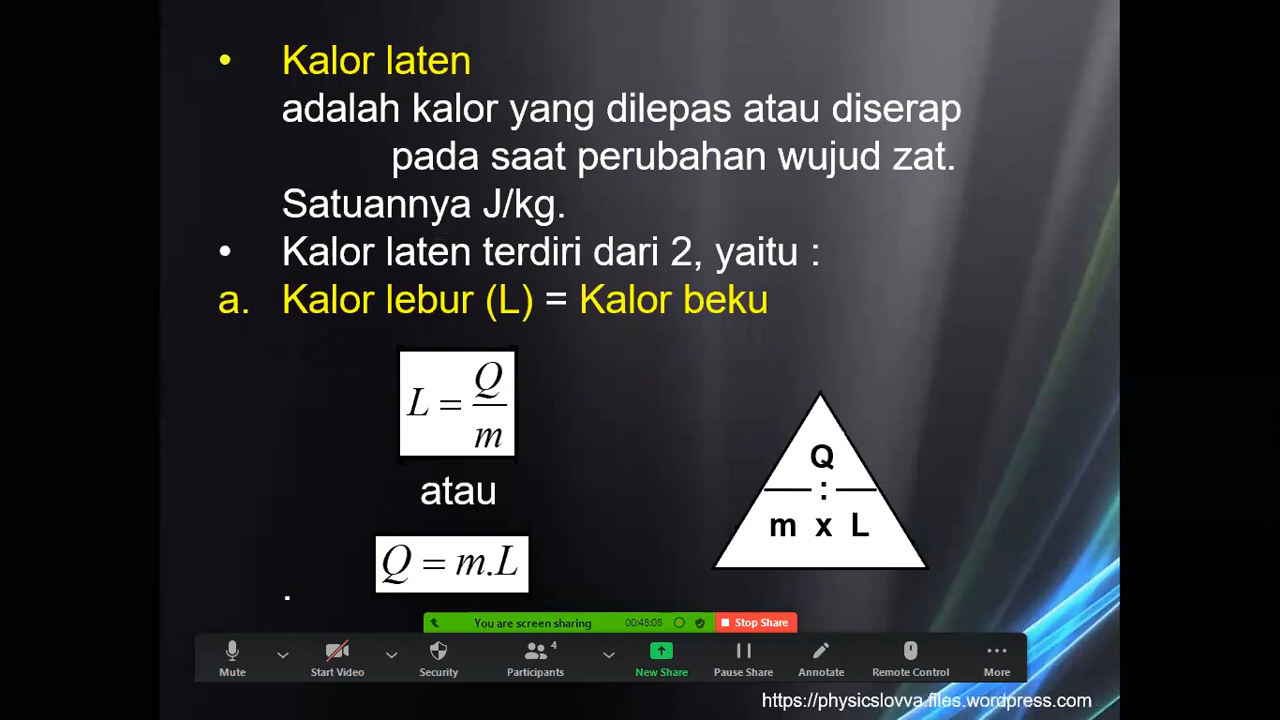 • Kalor laten
adalah kalor yang dilepas atau diserap
pada saat perubahan wujud zat.
Satuannya J/kg.
• Kalor laten terdiri dari 2, yaitu :
a. Kalor lebur (L) = Kalor beku
L = Q/m
atau
Q = m.L
.
Q
:
m x L
You are screen sharing 00:48:05 Stop Share
Mute Start Video Security Participants 4 New Share Pause Share Annotate Remote Control More
https://physicslovva.files.wordpress.com